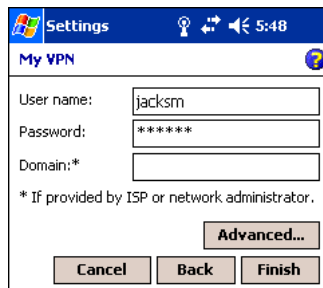 Settings 5:48
My VPN
?
User name: jacksm
Password: ******
Domain:*
* If provided by ISP or network administrator.
Advanced...
Cancel Back Finish